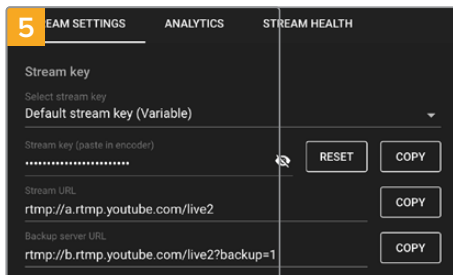 5
EAM SETTINGS ANALYTICS STREAM HEALTH
Stream key
Select stream key
Default stream key (Variable)
Stream key (paste in encoder)
••••••••••••••••••••••• RESET COPY
Stream URL
rtmp://a.rtmp.youtube.com/live2 COPY
Backup server URL
rtmp://b.rtmp.youtube.com/live2?backup=1 COPY